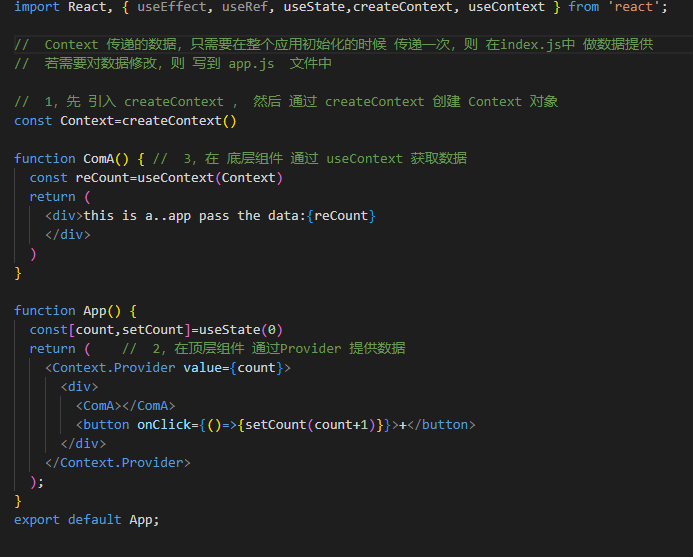 import React, { useEffect, useRef, useState,createContext, useContext } from 'react';
// Context 传递的数据，只需要在整个应用初始化的时候 传递一次，则 在index.js中 做数据提供
// 若需要对数据修改，则 写到 app.js 文件中
// 1，先 引入 createContext ， 然后 通过 createContext 创建 Context 对象
const Context=createContext()
function ComA() { // 3，在 底层组件 通过 useContext 获取数据
const reCount=useContext(Context)
return (
<div>this is a..app pass the data:{reCount}
</div>
)
}
function App() {
const[count,setCount]=useState(0)
return ( // 2，在顶层组件 通过Provider 提供数据
<Context.Provider value={count}>
<div>
<ComA></ComA>
<button onClick={()=>{setCount(count+1)}}>+</button>
</div>
</Context.Provider>
);
}
export default App;